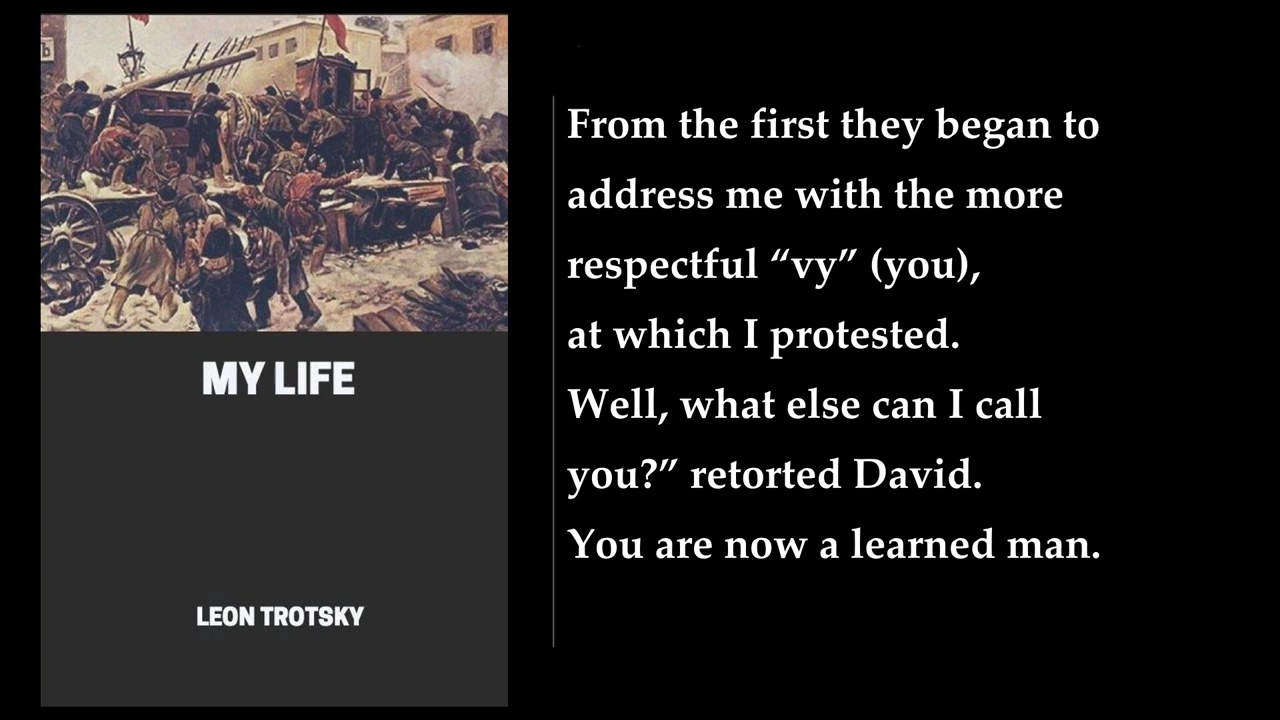 MY LIFE
LEON TROTSKY
From the first they began to
address me with the more
respectful “vy” (you),
at which I protested.
Well, what else can I call
you?” retorted David.
You are now a learned man.